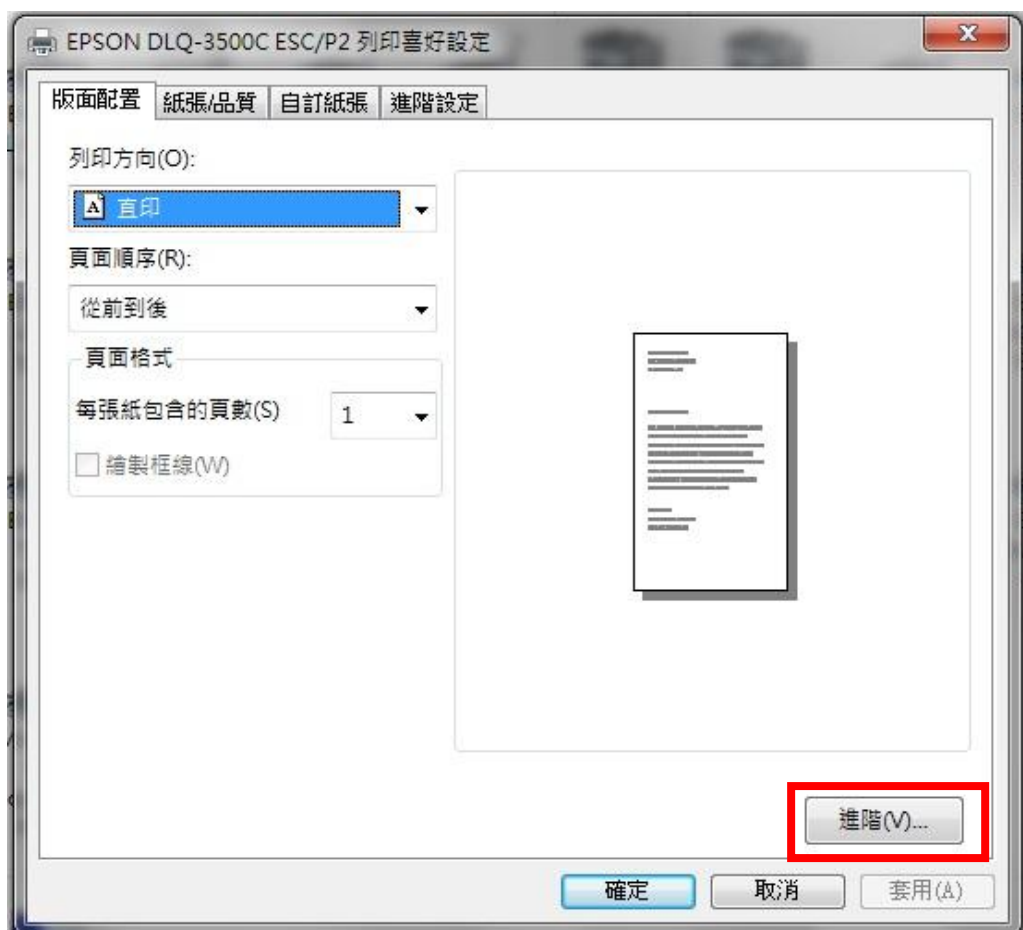 EPSON DLQ-3500C ESC/P2 列印喜好設定
版面配置 紙張/品質 自訂紙張 進階設定
列印方向(O):
A 直印
頁面順序(R):
從前到後
頁面格式
每張紙包含的頁數(S) 1
繪製框線(W)
進階(V)...
確定 取消 套用(A)